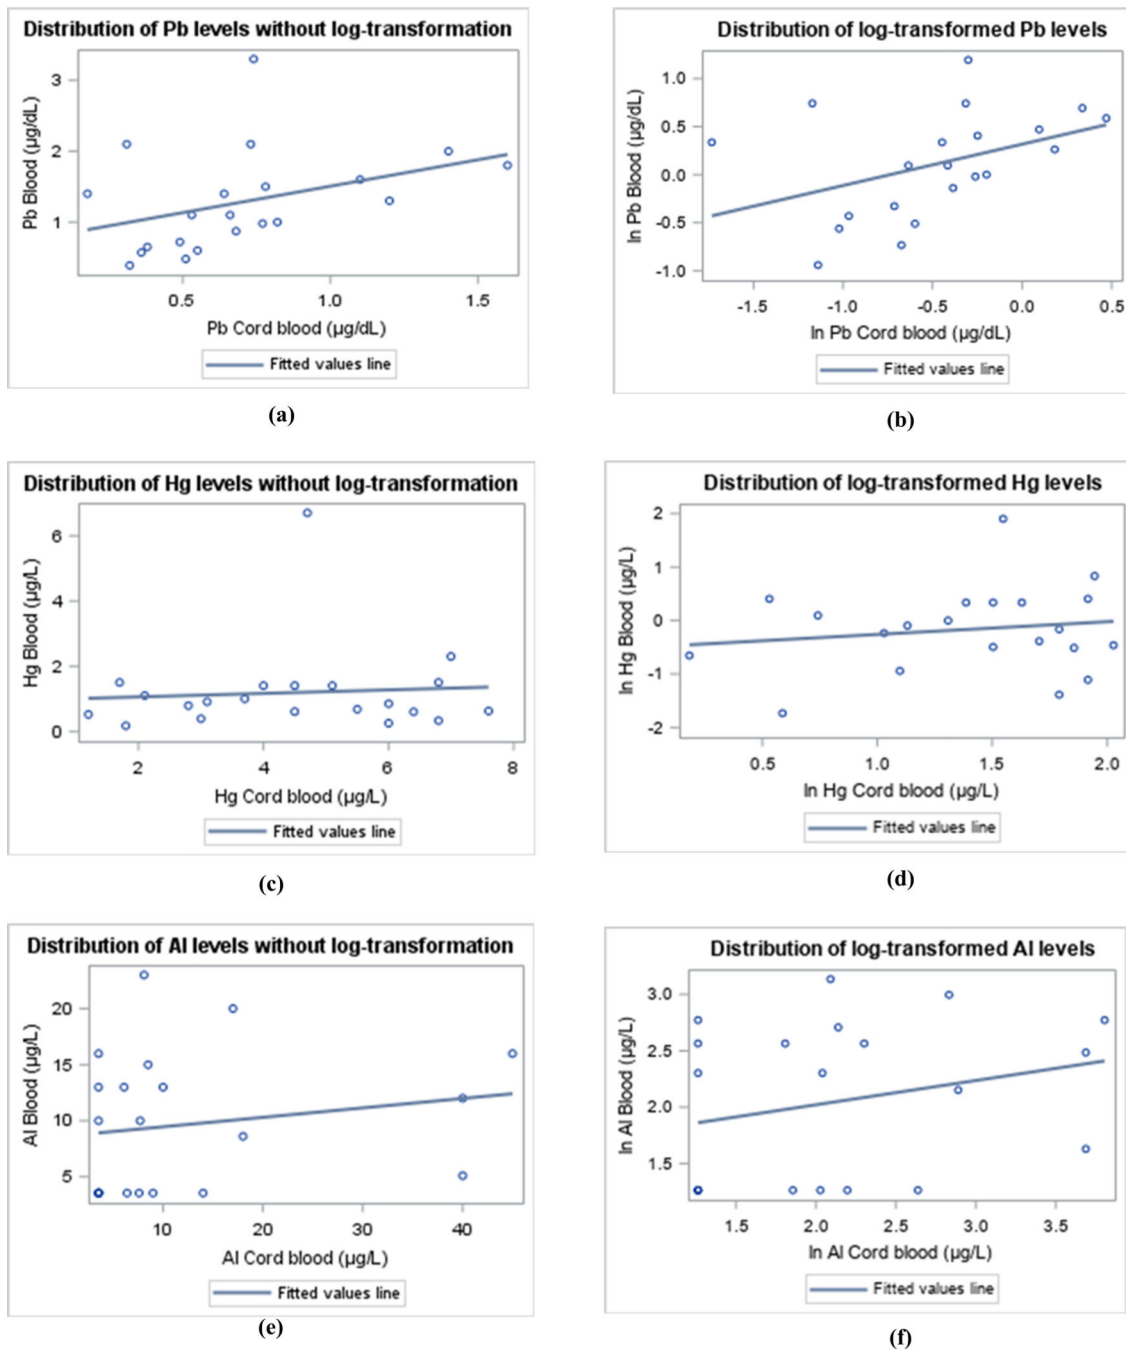 Distribution of Pb levels without log-transformation
Pb Blood (µg/dL)
3
2
1
0.5 1.0 1.5
Pb Cord blood (µg/dL)
Fitted values line
(a)
Distribution of log-transformed Pb levels
ln Pb Blood (µg/dL)
1.0
0.5
0.0
-0.5
-1.0
-1.5 -1.0 -0.5 0.0 0.5
ln Pb Cord blood (µg/dL)
Fitted values line
(b)
Distribution of Hg levels without log-transformation
Hg Blood (µg/L)
6
4
2
0
2 4 6 8
Hg Cord blood (µg/L)
Fitted values line
(c)
Distribution of log-transformed Hg levels
ln Hg Blood (µg/L)
2
1
0
-1
-2
0.5 1.0 1.5 2.0
ln Hg Cord blood (µg/L)
Fitted values line
(d)
Distribution of Al levels without log-transformation
Al Blood (µg/L)
20
15
10
5
10 20 30 40
Al Cord blood (µg/L)
Fitted values line
(e)
Distribution of log-transformed Al levels
ln Al Blood (µg/L)
3.0
2.5
2.0
1.5
1.5 2.0 2.5 3.0 3.5
ln Al Cord blood (µg/L)
Fitted values line
(f)